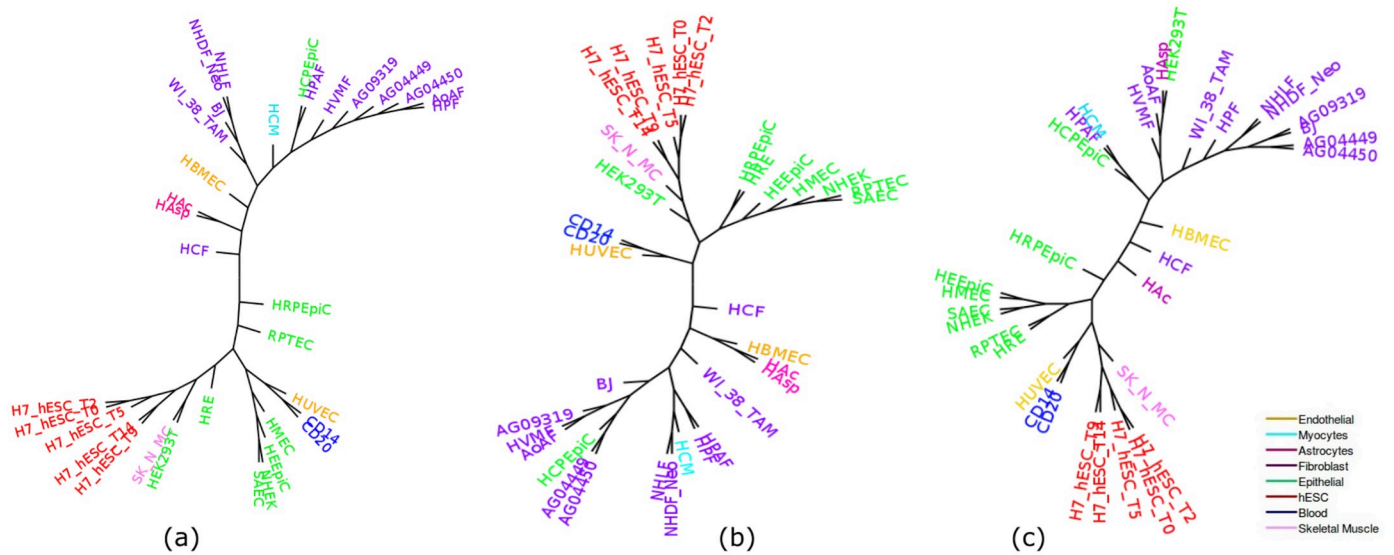 NHDF_Neo
NHLF
BJ
WI_38_TAM
HCM
HCPEpiC
HPAF
HVMF
AG09319
AG04449
AG04450
AoAF
HPF
HBMEC
HAc
HAsp
HCF
HRPEpiC
RPTEC
H7_hESC_T2
H7_hESC_T0
H7_hESC_T5
H7_hESC_T14
H7_hESC_T9
SK_N_MC
HEK293T
HRE
HUVEC
CD14
CD20
HMEC
HEEpiC
NHEK
SAEC
(a)
H7_hESC_T14
H7_hESC_T9
H7_hESC_T5
H7_hESC_T0
H7_hESC_T2
SK_N_MC
HEK293T
HRPEpiC
HRE
HEEpiC
HMEC
NHEK
RPTEC
SAEC
CD14
CD20
HUVEC
HCF
HBMEC
HAc
HAsp
WI_38_TAM
BJ
AG09319
HVMF
AoAF
HCPEpiC
AG04449
AG04450
NHLF
NHDF_Neo
HCM
HPAF
HPF
(b)
HCM
HPAF
HCPEpiC
HVMF
AoAF
HAsp
HEK293T
WI_38_TAM
HPF
NHLF
NHDF_Neo
AG09319
BJ
AG04449
AG04450
HBMEC
HCF
HAc
HRPEpiC
HEEpiC
HMEC
SAEC
NHEK
RPTEC
HRE
HUVEC
CD14
CD20
SK_N_MC
H7_hESC_T9
H7_hESC_T14
H7_hESC_T5
H7_hESC_T0
H7_hESC_T2
(c)
Endothelial
Myocytes
Astrocytes
Fibroblast
Epithelial
hESC
Blood
Skeletal Muscle